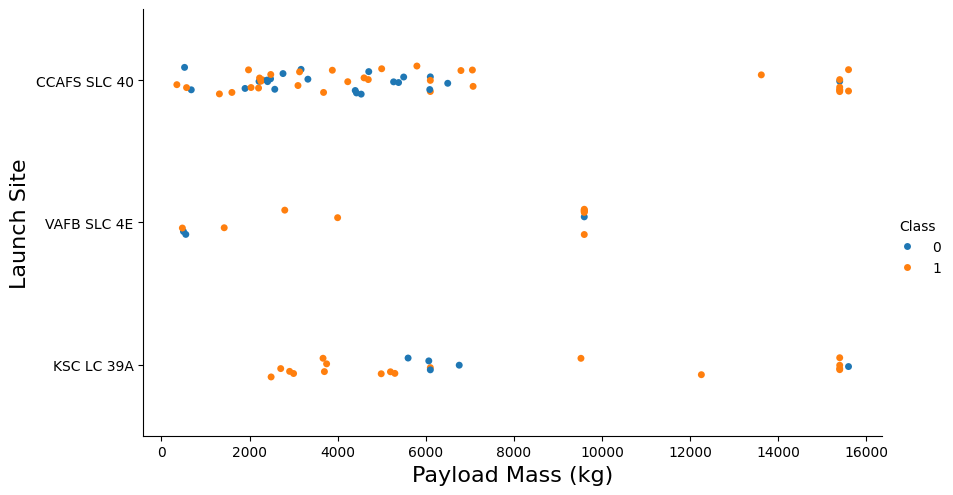 Launch Site
CCAFS SLC 40
VAFB SLC 4E
KSC LC 39A
0 2000 4000 6000 8000 10000 12000 14000 16000
Payload Mass (kg)
Class
0
1